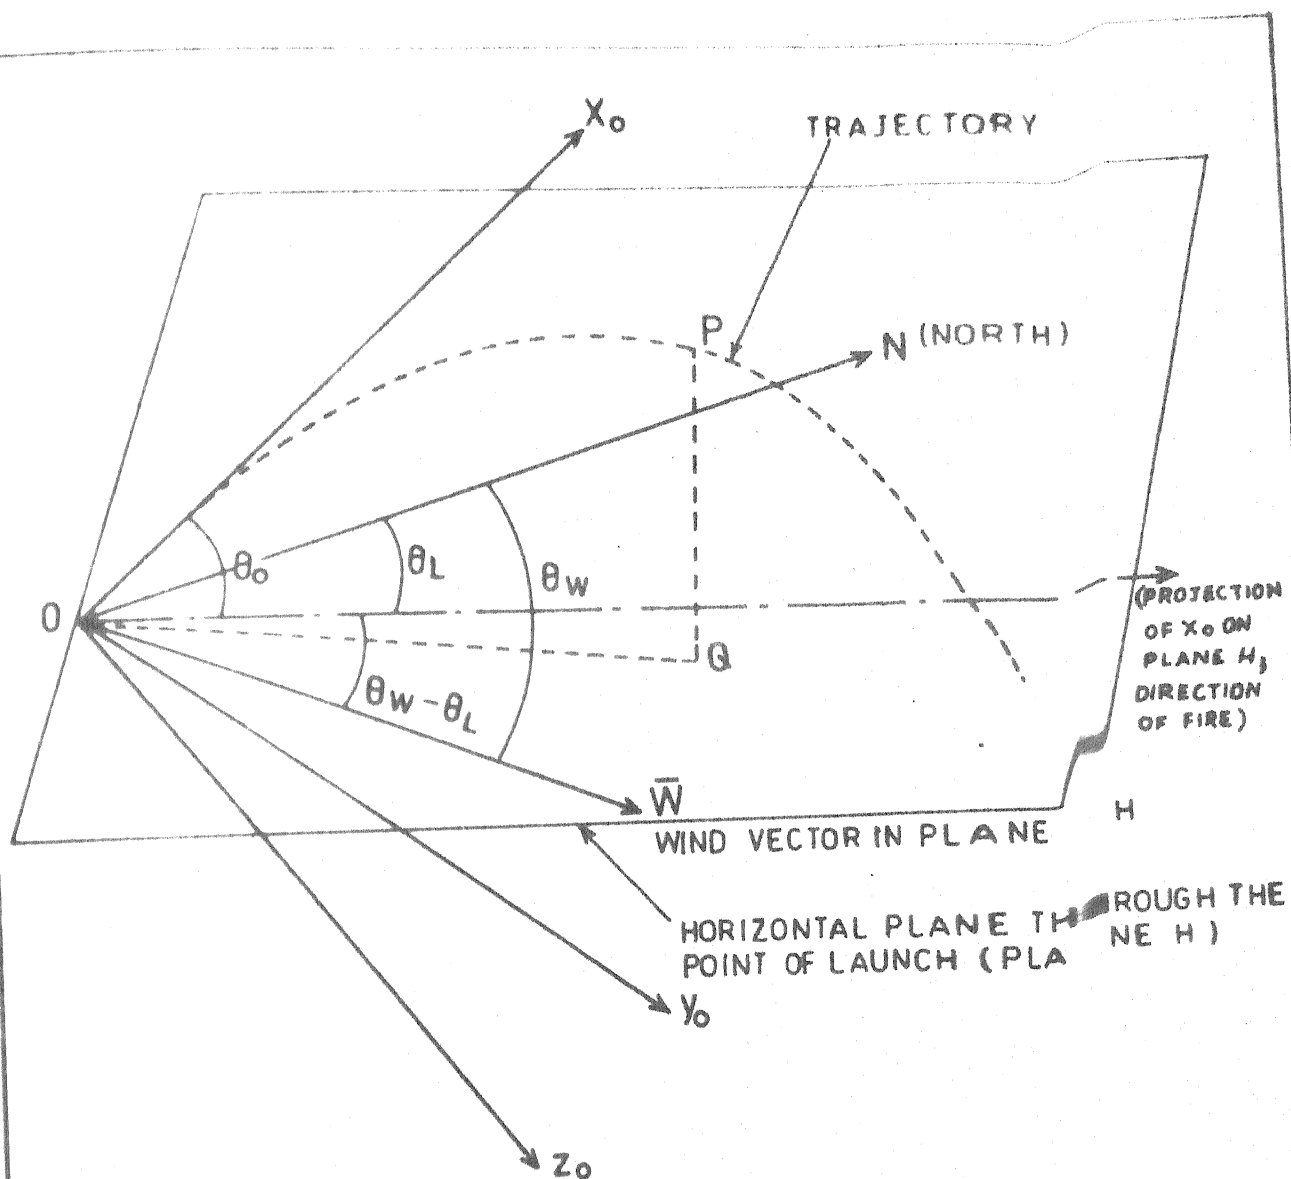 X₀
TRAJECTORY
P
N (NORTH)
θ₀
θL
θW
O
(PROJECTION
OF X₀ ON
PLANE H,
DIRECTION
OF FIRE)
Q
θW - θL
W̅
H
WIND VECTOR IN PLANE
HORIZONTAL PLANE TH ROUGH THE
POINT OF LAUNCH (PLA NE H)
y₀
z₀